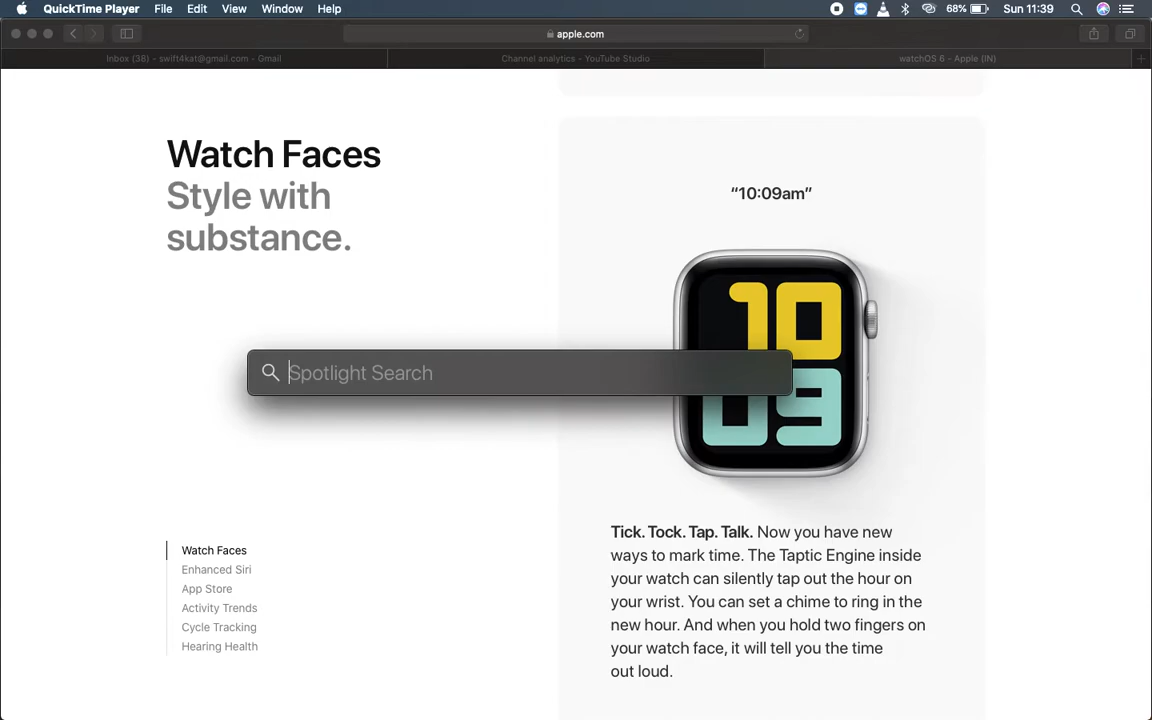 QuickTime Player File Edit View Window Help 68% Sun 11:39
apple.com
Inbox (38) - swift4kat@gmail.com - Gmail
Channel analytics - YouTube Studio
watchOS 6 - Apple (IN)
Watch Faces
Style with
substance.
“10:09am”
10
09
Spotlight Search
Watch Faces
Enhanced Siri
App Store
Activity Trends
Cycle Tracking
Hearing Health
Tick. Tock. Tap. Talk. Now you have new
ways to mark time. The Taptic Engine inside
your watch can silently tap out the hour on
your wrist. You can set a chime to ring in the
new hour. And when you hold two fingers on
your watch face, it will tell you the time
out loud.